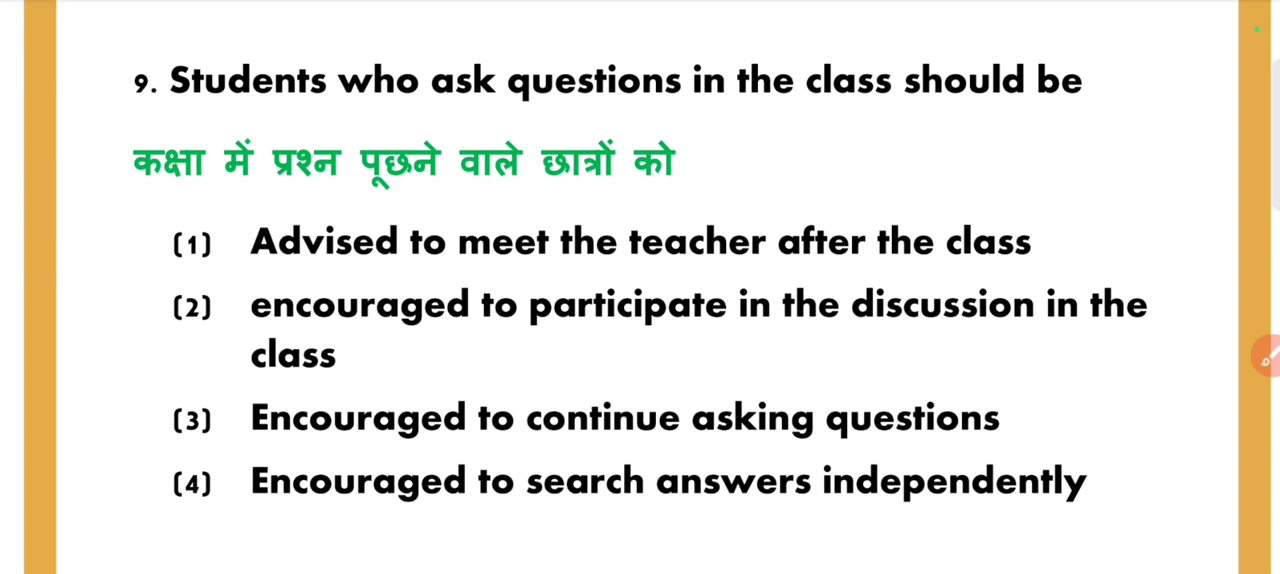 9. Students who ask questions in the class should be
कक्षा में प्रश्न पूछने वाले छात्रों को
(1) Advised to meet the teacher after the class
(2) encouraged to participate in the discussion in the
class
(3) Encouraged to continue asking questions
(4) Encouraged to search answers independently